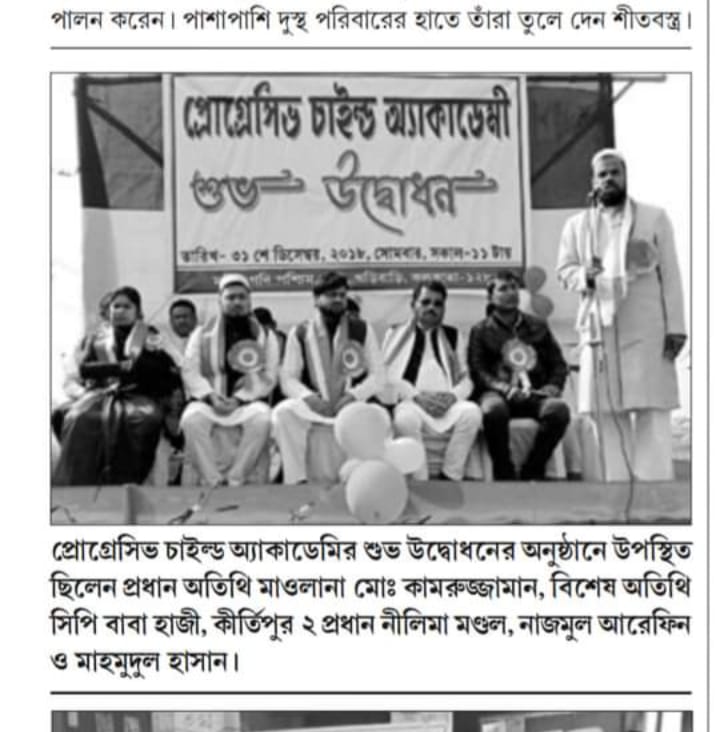 পালন করেন। পাশাপাশি দুস্থ পরিবারের হাতে তাঁরা তুলে দেন শীতবস্ত্র।
প্রোগ্রেসিভ চাইল্ড অ্যাকাডেমী
শুভ উদ্বোধন
তারিখ- ৩১ শে ডিসেম্বর, ২০১৮, সোমবার, সকাল-১১ টায়
প্রোগ্রেসিভ চাইল্ড অ্যাকাডেমির শুভ উদ্বোধনের অনুষ্ঠানে উপস্থিত
ছিলেন প্রধান অতিথি মাওলানা মোঃ কামরুজ্জামান, বিশেষ অতিথি
সিপি বাবা হাজী, কীর্তিপুর ২ প্রধান নীলিমা মণ্ডল, নাজমুল আরেফিন
ও মাহমুদুল হাসান।